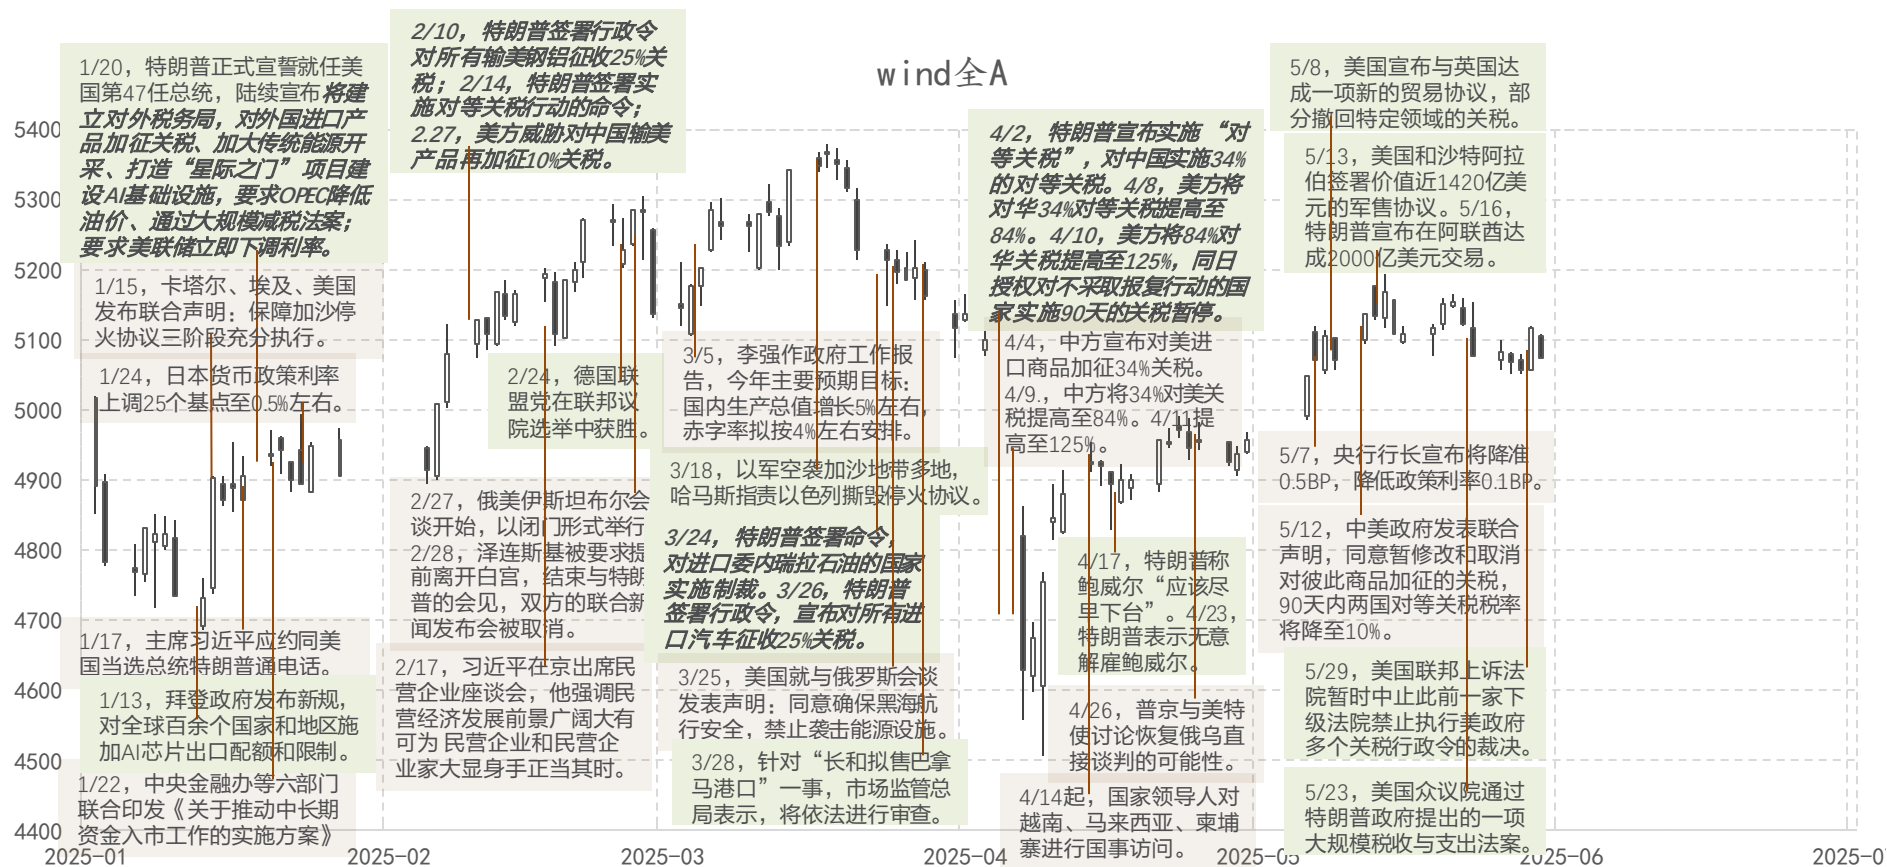 wind全A
5400
5300
5200
5100
5000
4900
4800
4700
4600
4500
4400
2025-01
2025-02
2025-03
2025-04
2025-05
2025-06
1/20，特朗普正式宣誓就任美
国第47任总统，陆续宣布将建
立对外税务局，对外国进口产
品加征关税、加大传统能源开
采、打造“星际之门”项目建
设AI基础设施，要求OPEC降低
油价、通过大规模减税法案；
要求美联储立即下调利率。
1/15，卡塔尔、埃及、美国
发布联合声明：保障加沙停
火协议三阶段充分执行。
1/24，日本货币政策利率
上调25个基点至0.5%左右。
1/17，主席习近平应约同美
国当选总统特朗普通电话。
1/13，拜登政府发布新规，
对全球百余个国家和地区施
加AI芯片出口配额和限制。
1/22，中央金融办等六部门
联合印发《关于推动中长期
资金入市工作的实施方案》
2/10，特朗普签署行政令
对所有输美钢铝征收25%关
税；2/14，特朗普签署实
施对等关税行动的命令；
2.27，美方威胁对中国输美
产品再加征10%关税。
2/24，德国联
盟党在联邦议
院选举中获胜。
2/27，俄美伊斯坦布尔会
谈开始，以闭门形式举行
2/28，泽连斯基被要求提
前离开白宫，结束与特朗
普的会见，双方的联合新
闻发布会被取消。
2/17，习近平在京出席民
营企业座谈会，他强调民
营经济发展前景广阔大有
可为 民营企业和民营企
业家大显身手正当其时。
3/5，李强作政府工作报
告，今年主要预期目标：
国内生产总值增长5%左右，
赤字率拟按4%左右安排。
3/18，以军空袭加沙地带多地，
哈马斯指责以色列撕毁停火协议。
3/24，特朗普签署命令，
对进口委内瑞拉石油的国家
实施制裁。3/26，特朗普
签署行政令，宣布对所有进
口汽车征收25%关税。
3/25，美国就与俄罗斯会谈
发表声明：同意确保黑海航
行安全，禁止袭击能源设施。
3/28，针对“长和拟售巴拿
马港口”一事，市场监管总
局表示，将依法进行审查。
4/2，特朗普宣布实施“对
等关税”，对中国实施34%
的对等关税。4/8，美方将
对华34%对等关税提高至
84%。4/10，美方将84%对
华关税提高至125%，同日
授权对不采取报复行动的国
家实施90天的关税暂停。
4/4，中方宣布对美进
口商品加征34%关税。
4/9.，中方将34%对美关
税提高至84%。4/11提
高至125%。
4/17，特朗普称
鲍威尔“应该尽
早下台”。4/23，
特朗普表示无意
解雇鲍威尔。
4/26，普京与美特
使讨论恢复俄乌直
接谈判的可能性。
4/14起，国家领导人对
越南、马来西亚、柬埔
寨进行国事访问。
5/8，美国宣布与英国达
成一项新的贸易协议，部
分撤回特定领域的关税。
5/13，美国和沙特阿拉
伯签署价值近1420亿美
元的军售协议。5/16，
特朗普宣布在阿联酋达
成2000亿美元交易。
5/7，央行行长宣布将降准
0.5BP，降低政策利率0.1BP。
5/12，中美政府发表联合
声明，同意暂修改和取消
对彼此商品加征的关税，
90天内两国对等关税税率
将降至10%。
5/29，美国联邦上诉法
院暂时中止此前一家下
级法院禁止执行美政府
多个关税行政令的裁决。
5/23，美国众议院通过
特朗普政府提出的一项
大规模税收与支出法案。